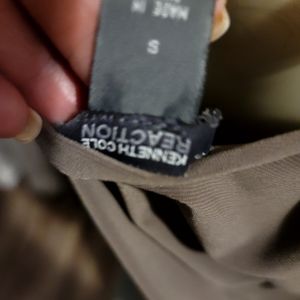 KENNETH COLE
REACTION
S
MADE IN